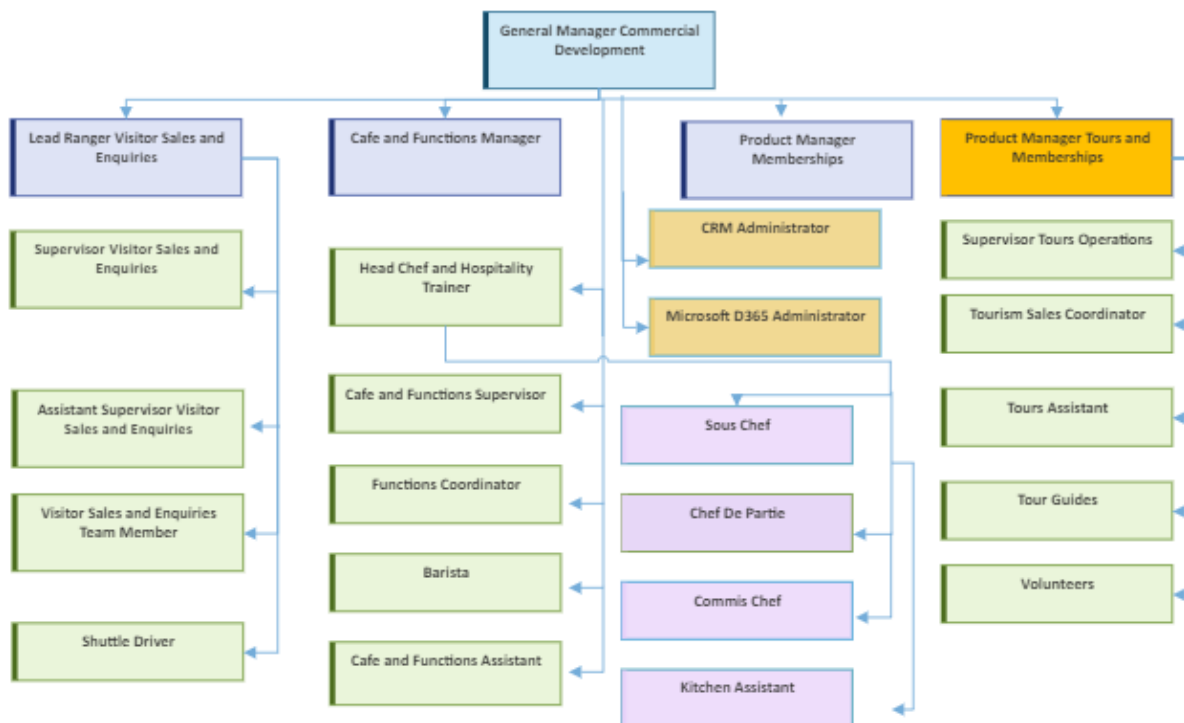 General Manager Commercial
Development
Lead Ranger Visitor Sales and
Enquiries
Cafe and Functions Manager
Product Manager
Memberships
Product Manager Tours and
Memberships
Supervisor Visitor Sales and
Enquiries
Assistant Supervisor Visitor
Sales and Enquiries
Visitor Sales and Enquiries
Team Member
Shuttle Driver
Head Chef and Hospitality
Trainer
Cafe and Functions Supervisor
Functions Coordinator
Barista
Cafe and Functions Assistant
CRM Administrator
Microsoft D365 Administrator
Sous Chef
Chef De Partie
Commis Chef
Kitchen Assistant
Supervisor Tours Operations
Tourism Sales Coordinator
Tours Assistant
Tour Guides
Volunteers